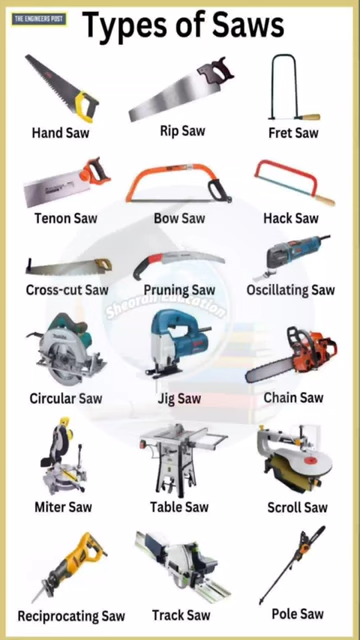 THE ENGINEERS POST
Types of Saws
Hand Saw
Rip Saw
Fret Saw
Tenon Saw
Bow Saw
Hack Saw
Cross-cut Saw
Pruning Saw
Oscillating Saw
Sheorah Education
Circular Saw
Jig Saw
Chain Saw
Miter Saw
Table Saw
Scroll Saw
Reciprocating Saw
Track Saw
Pole Saw